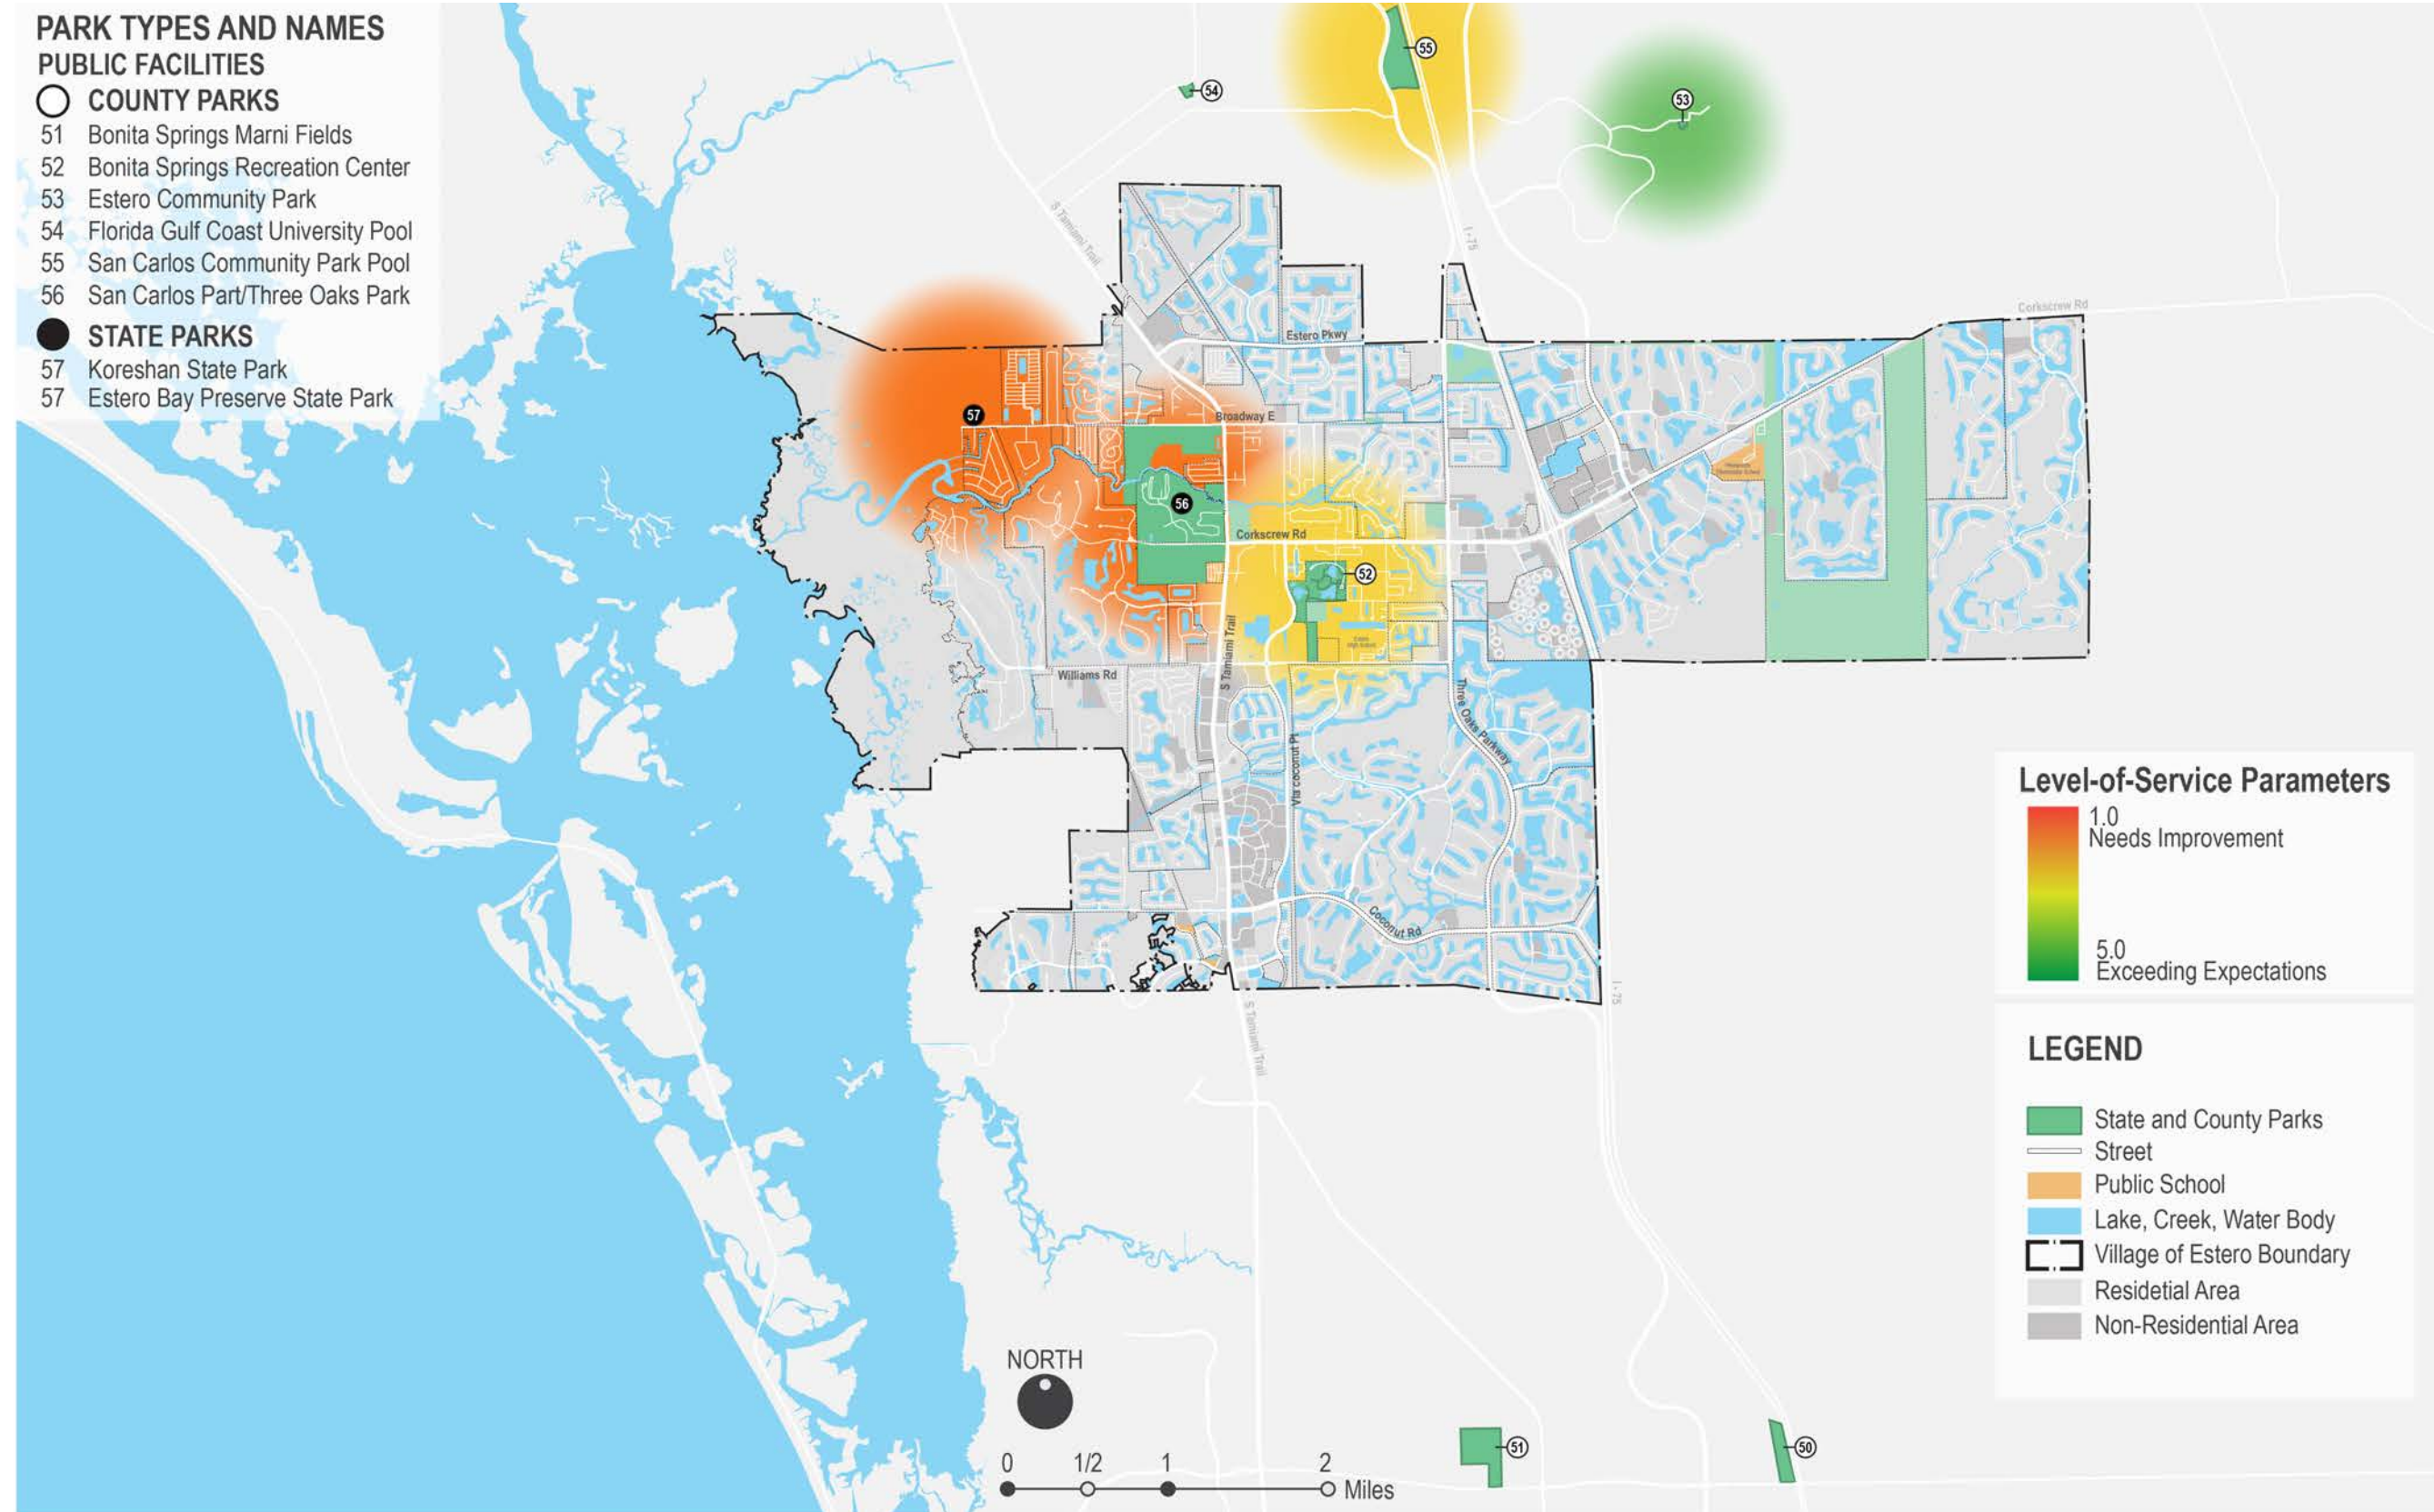 PARK TYPES AND NAMES
PUBLIC FACILITIES
COUNTY PARKS
51 Bonita Springs Marni Fields
52 Bonita Springs Recreation Center
53 Estero Community Park
54 Florida Gulf Coast University Pool
55 San Carlos Community Park Pool
56 San Carlos Part/Three Oaks Park
STATE PARKS
57 Koreshan State Park
57 Estero Bay Preserve State Park
55
54
53
S Tamiami Trail
I-75
Corkscrew Rd
Estero Pkwy
57
Broadway E
56
Corkscrew Rd
52
Estero
High School
S Tamiami Trail
Williams Rd
Three Oaks Parkway
Via coconut Pt
Coconut Rd
I-75
S Tamiami Trail
Level-of-Service Parameters
1.0
Needs Improvement
5.0
Exceeding Expectations
LEGEND
State and County Parks
Street
Public School
Lake, Creek, Water Body
Village of Estero Boundary
Residetial Area
Non-Residential Area
NORTH
0 1/2 1 2 Miles
51
50